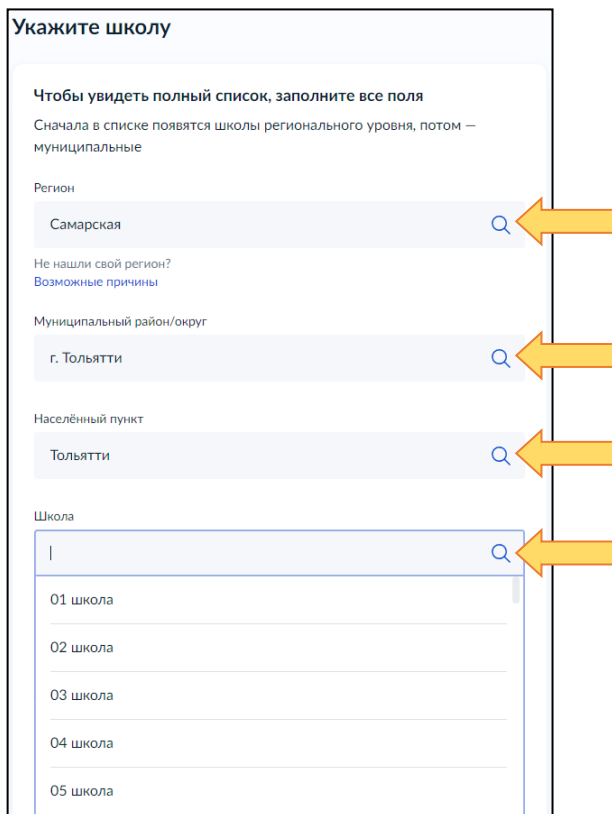 Укажите школу
Чтобы увидеть полный список, заполните все поля
Сначала в списке появятся школы регионального уровня, потом —
муниципальные
Регион
Самарская
Не нашли свой регион?
Возможные причины
Муниципальный район/округ
г. Тольятти
Населённый пункт
Тольятти
Школа
01 школа
02 школа
03 школа
04 школа
05 школа